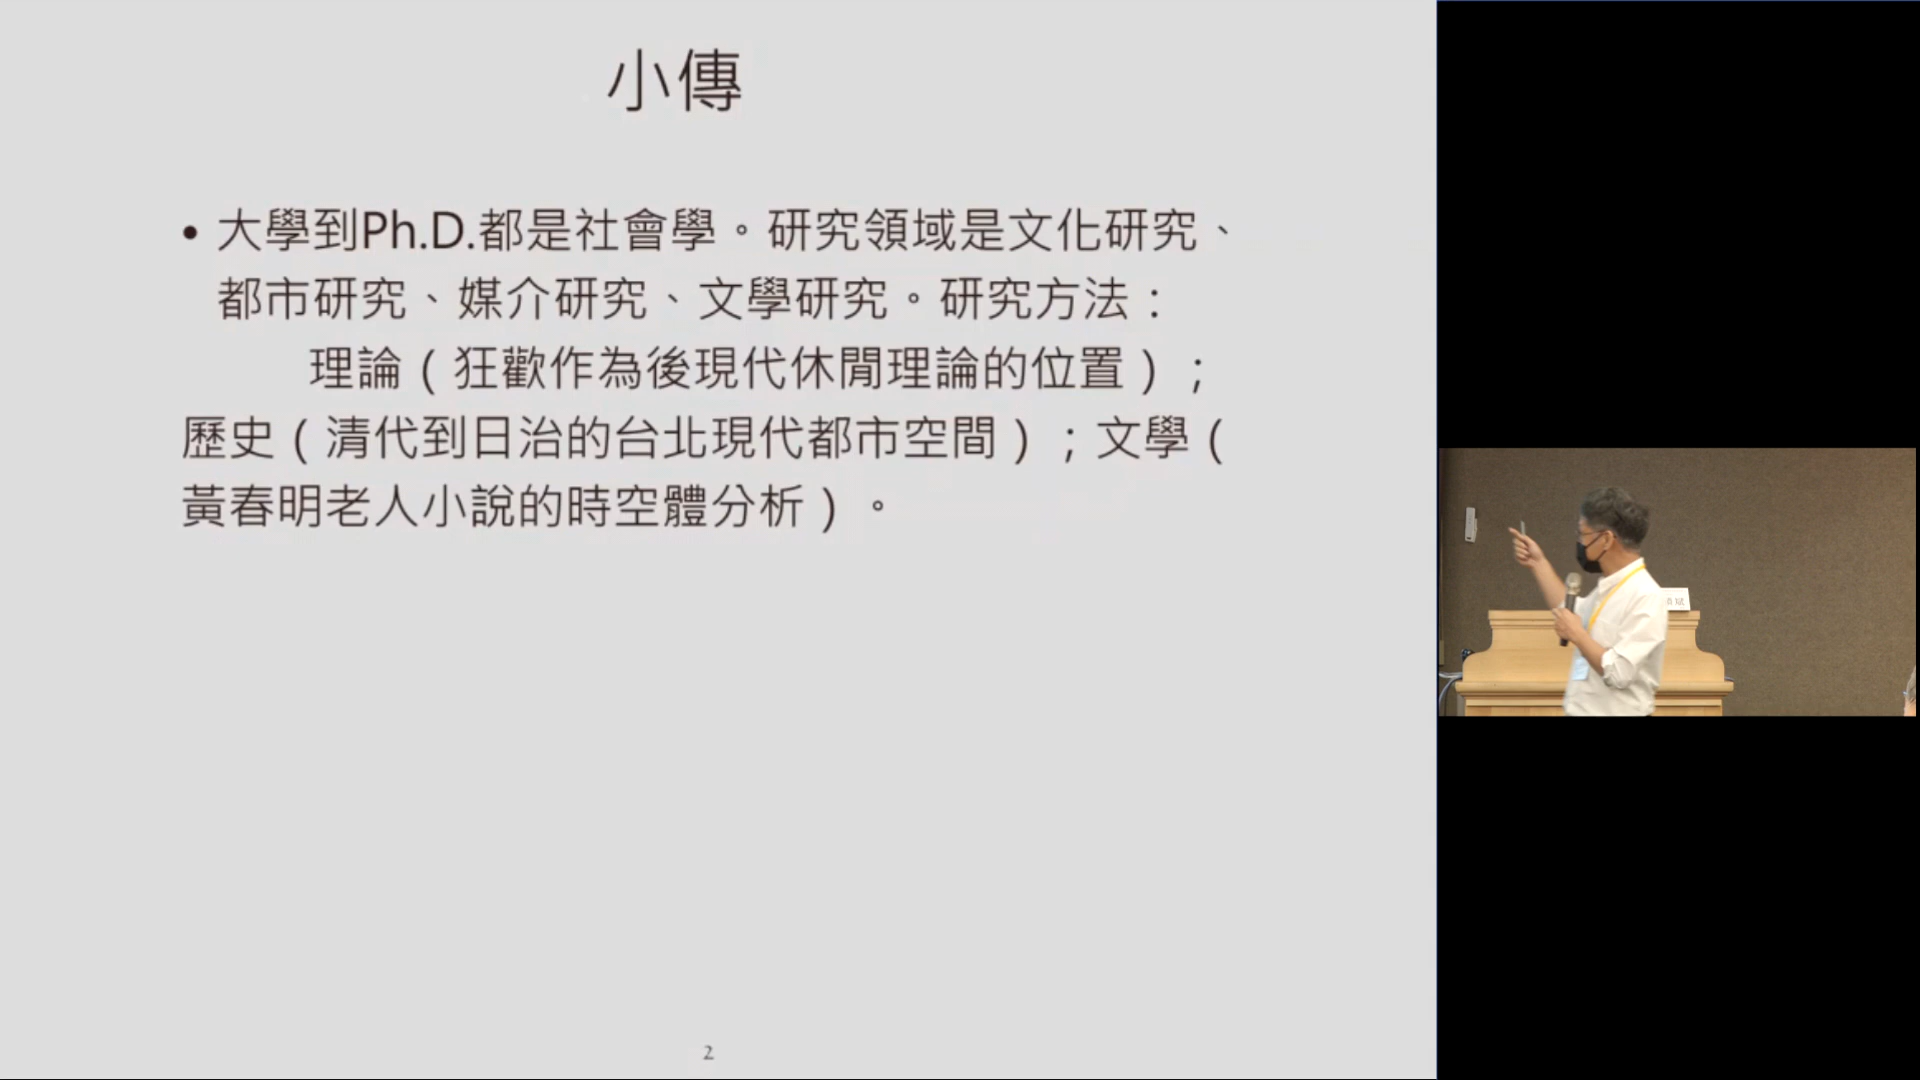 小傳
• 大學到Ph.D.都是社會學。研究領域是文化研究、
都市研究、媒介研究、文學研究。研究方法：
理論（狂歡作為後現代休閒理論的位置）；
歷史（清代到日治的台北現代都市空間）；文學（
黃春明老人小說的時空體分析）。
2